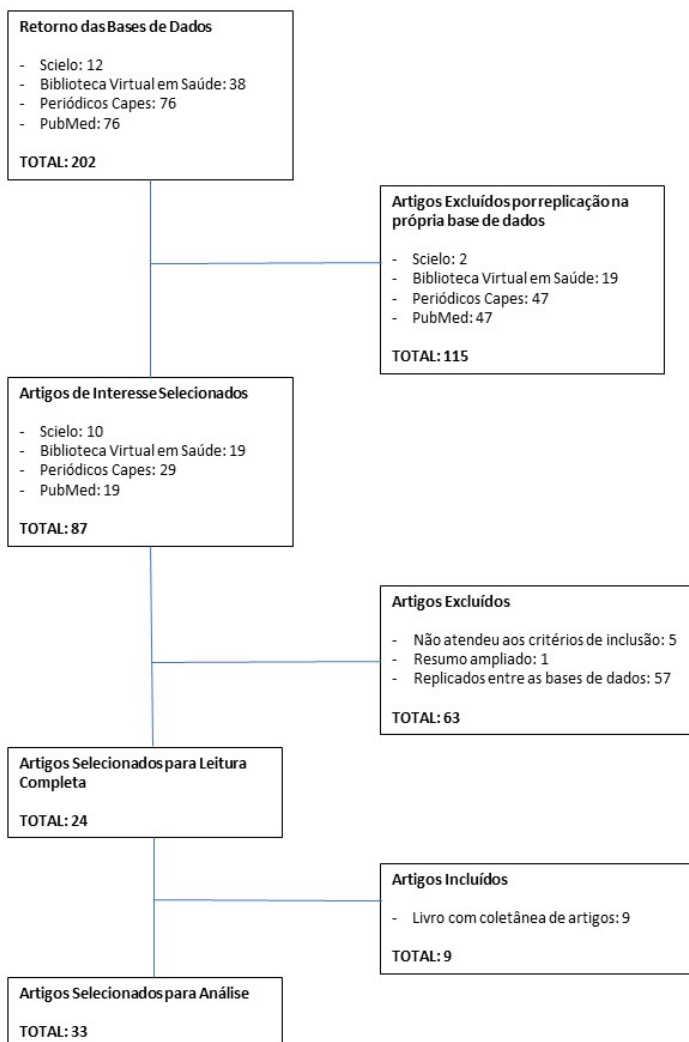 Retorno das Bases de Dados
- Scielo: 12
- Biblioteca Virtual em Saúde: 38
- Periódicos Capes: 76
- PubMed: 76
TOTAL: 202
Artigos Excluídos por replicação na
própria base de dados
- Scielo: 2
- Biblioteca Virtual em Saúde: 19
- Periódicos Capes: 47
- PubMed: 47
TOTAL: 115
Artigos de Interesse Selecionados
- Scielo: 10
- Biblioteca Virtual em Saúde: 19
- Periódicos Capes: 29
- PubMed: 19
TOTAL: 87
Artigos Excluídos
- Não atendeu aos critérios de inclusão: 5
- Resumo ampliado: 1
- Replicados entre as bases de dados: 57
TOTAL: 63
Artigos Selecionados para Leitura
Completa
TOTAL: 24
Artigos Incluídos
- Livro com coletânea de artigos: 9
TOTAL: 9
Artigos Selecionados para Análise
TOTAL: 33